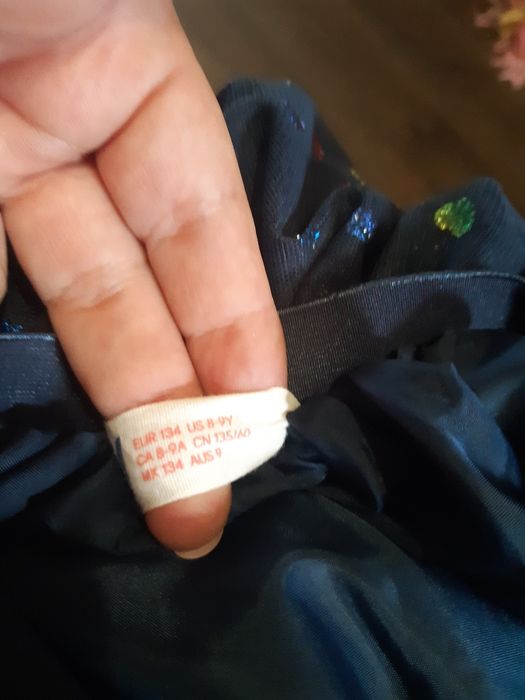 EUR 134 US 8-9Y
CA 8-9A CN 135/60
MX 134 AUS 9